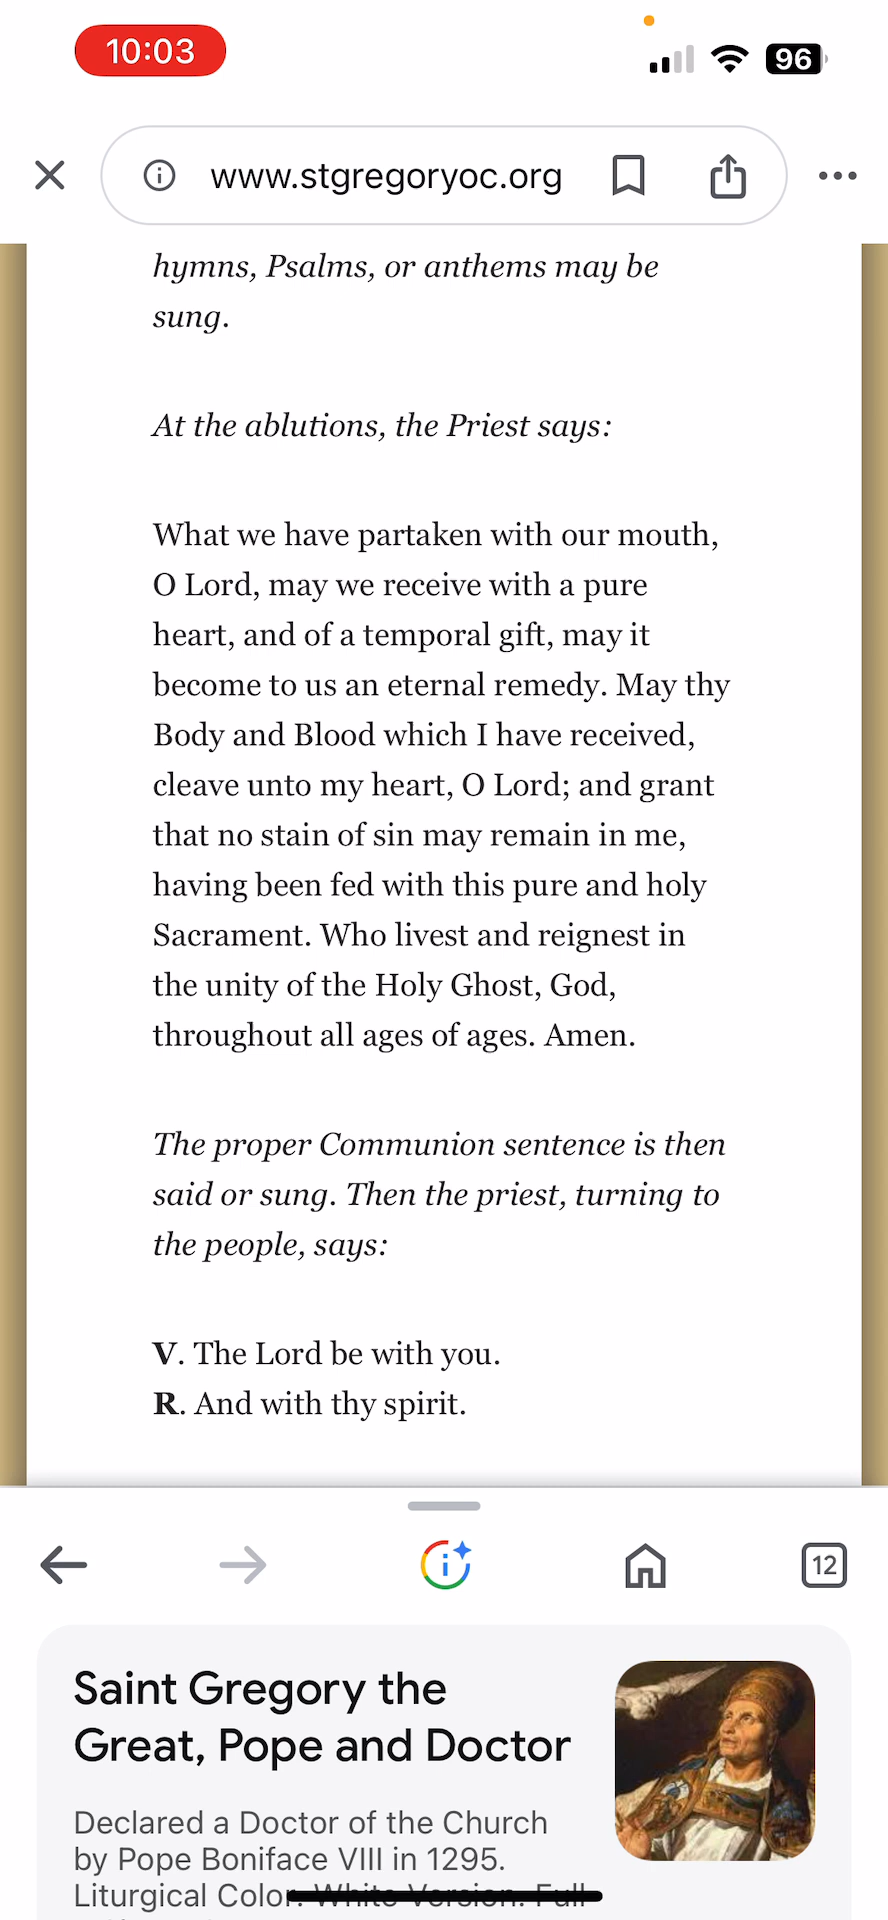 10:03
96
www.stgregoryoc.org
hymns, Psalms, or anthems may be
sung.
At the ablutions, the Priest says:
What we have partaken with our mouth,
O Lord, may we receive with a pure
heart, and of a temporal gift, may it
become to us an eternal remedy. May thy
Body and Blood which I have received,
cleave unto my heart, O Lord; and grant
that no stain of sin may remain in me,
having been fed with this pure and holy
Sacrament. Who livest and reignest in
the unity of the Holy Ghost, God,
throughout all ages of ages. Amen.
The proper Communion sentence is then
said or sung. Then the priest, turning to
the people, says:
V. The Lord be with you.
R. And with thy spirit.
12
Saint Gregory the
Great, Pope and Doctor
Declared a Doctor of the Church
by Pope Boniface VIII in 1295.
Liturgical Color: White Version: Full